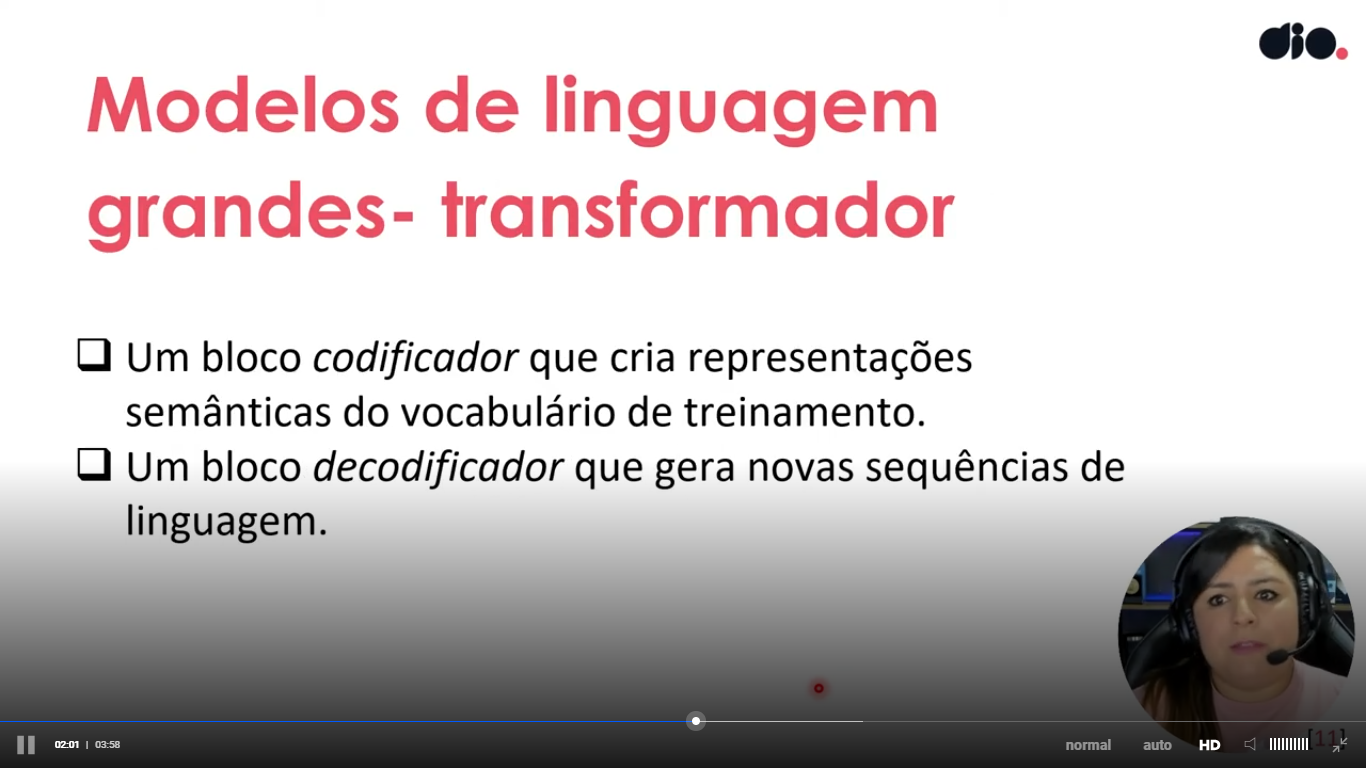 dio.
Modelos de linguagem
grandes- transformador
Um bloco codificador que cria representações
semânticas do vocabulário de treinamento.
Um bloco decodificador que gera novas sequências de
linguagem.
[11]
02:01 | 03:58 normal auto HD